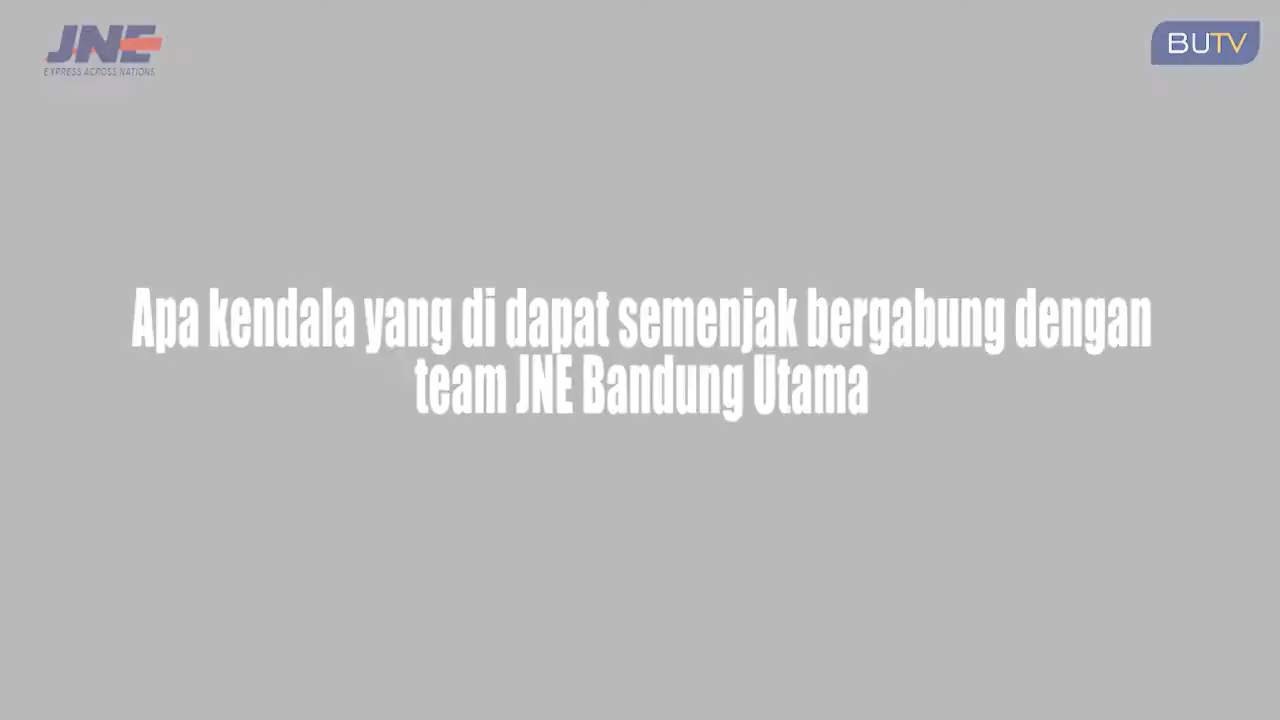 JNE
EXPRESS ACROSS NATIONS
BUTV
Apa kendala yang di dapat semenjak bergabung dengan
team JNE Bandung Utama